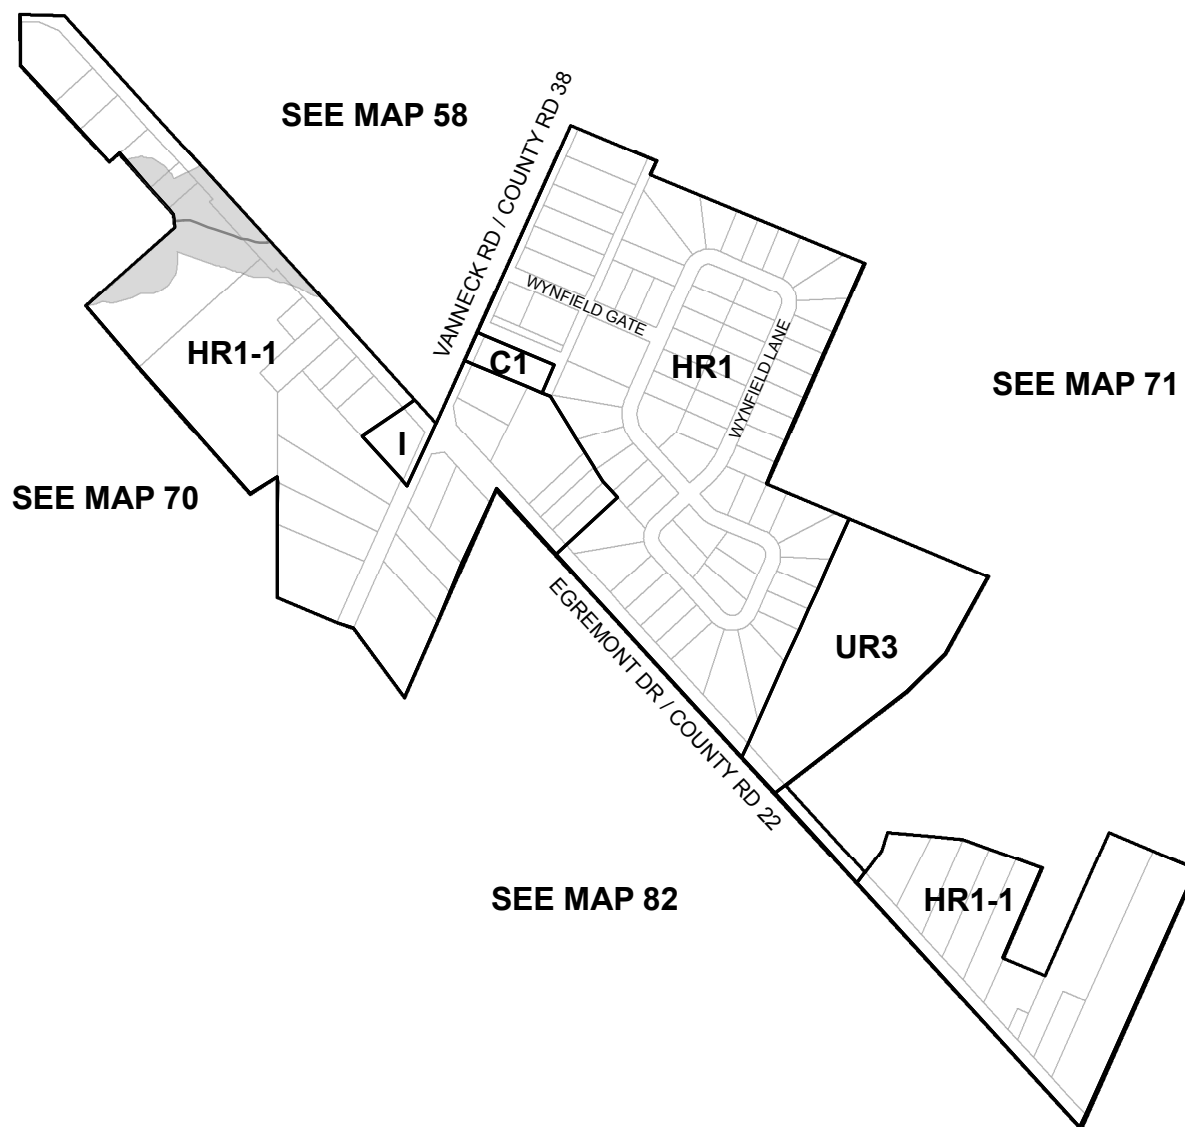 SEE MAP 58
VANNECK RD / COUNTY RD 38
WYNFIELD GATE
WYNFIELD LANE
HR1-1
C1
HR1
SEE MAP 71
I
SEE MAP 70
EGREMONT DR / COUNTY RD 22
UR3
SEE MAP 82
HR1-1